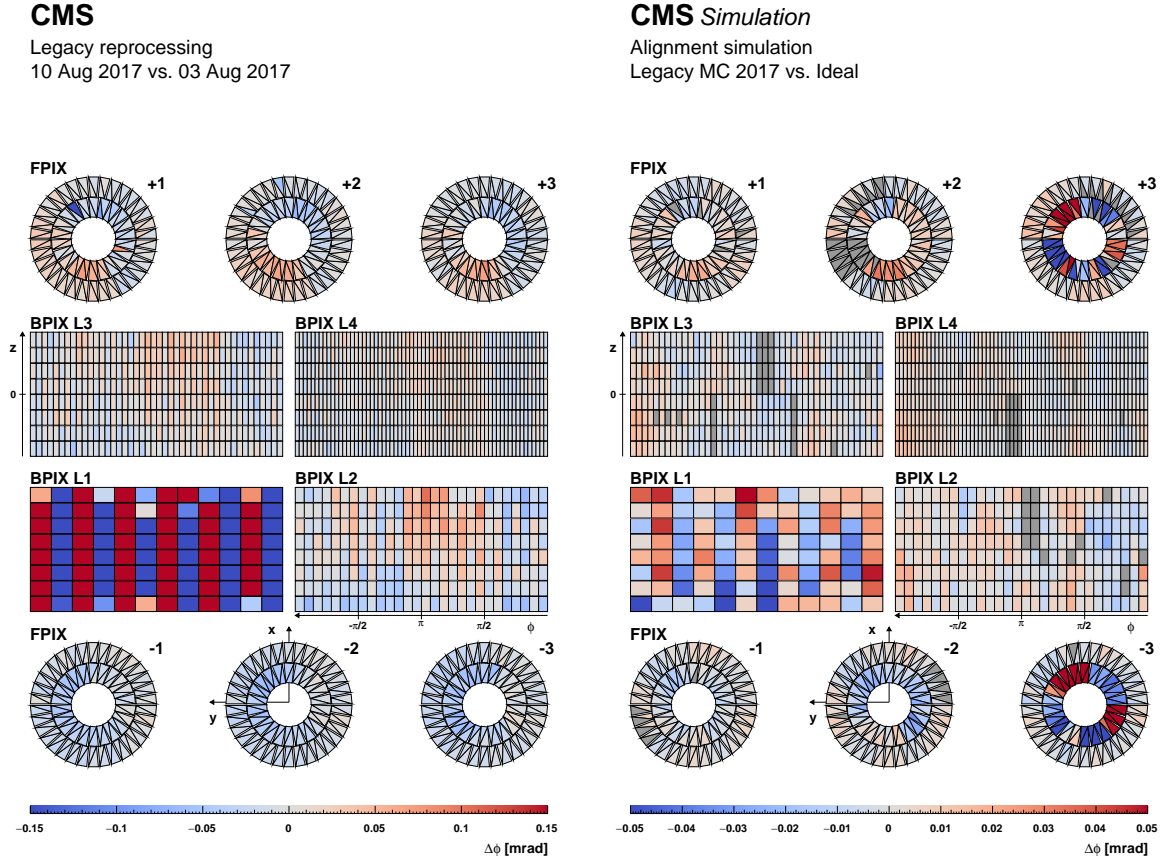 CMS
Legacy reprocessing
10 Aug 2017 vs. 03 Aug 2017
FPIX
+1
+2
+3
BPIX L3
BPIX L4
z
0
BPIX L1
BPIX L2
-π/2
π
π/2
ϕ
FPIX
x
-1
-2
-3
y
−0.15
−0.1
−0.05
0
0.05
0.1
0.15
Δϕ [mrad]
CMS Simulation
Alignment simulation
Legacy MC 2017 vs. Ideal
FPIX
+1
+2
+3
BPIX L3
BPIX L4
z
0
BPIX L1
BPIX L2
-π/2
π
π/2
ϕ
FPIX
x
-1
-2
-3
y
−0.05
−0.04
−0.03
−0.02
−0.01
0
0.01
0.02
0.03
0.04
0.05
Δϕ [mrad]